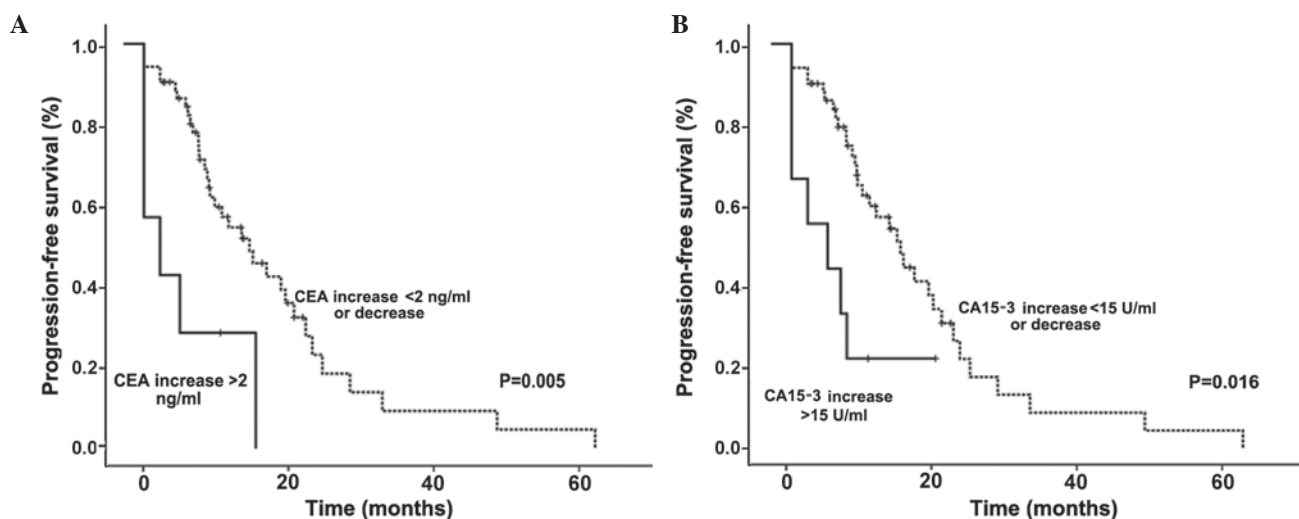 A
Progression-free survival (%)
1.0
0.8
0.6
0.4
0.2
0.0
CEA increase <2 ng/ml
or decrease
CEA increase >2
ng/ml
P=0.005
0 20 40 60
Time (months)
B
Progression-free survival (%)
1.0
0.8
0.6
0.4
0.2
0.0
CA15-3 increase <15 U/ml
or decrease
CA15-3 increase
>15 U/ml
P=0.016
0 20 40 60
Time (months)